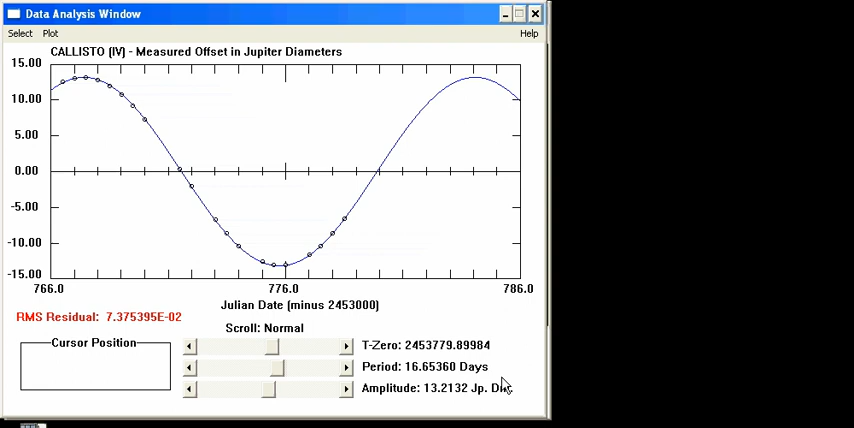 Data Analysis Window
Select Plot Help
CALLISTO (IV) - Measured Offset in Jupiter Diameters
15.00
10.00
5.00
0.00
-5.00
-10.00
-15.00
766.0 776.0 786.0
Julian Date (minus 2453000)
RMS Residual: 7.375395E-02
Scroll: Normal
Cursor Position
T-Zero: 2453779.89984
Period: 16.65360 Days
Amplitude: 13.2132 Jp.